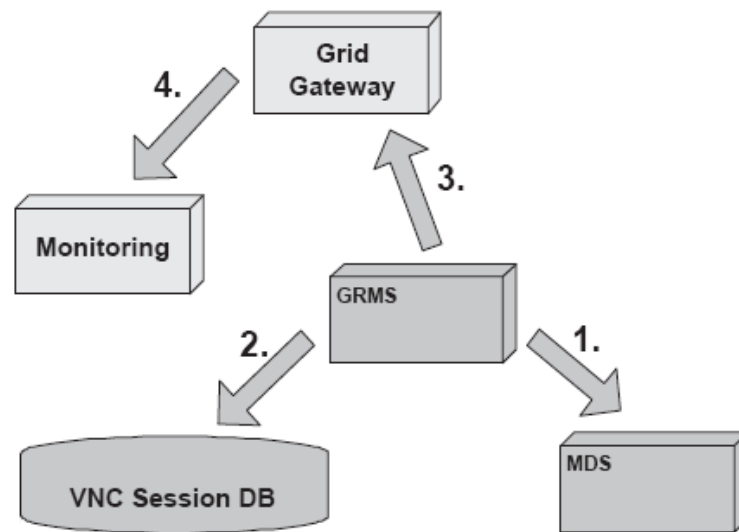 Grid
Gateway
4.
3.
Monitoring
GRMS
2.
1.
MDS
VNC Session DB